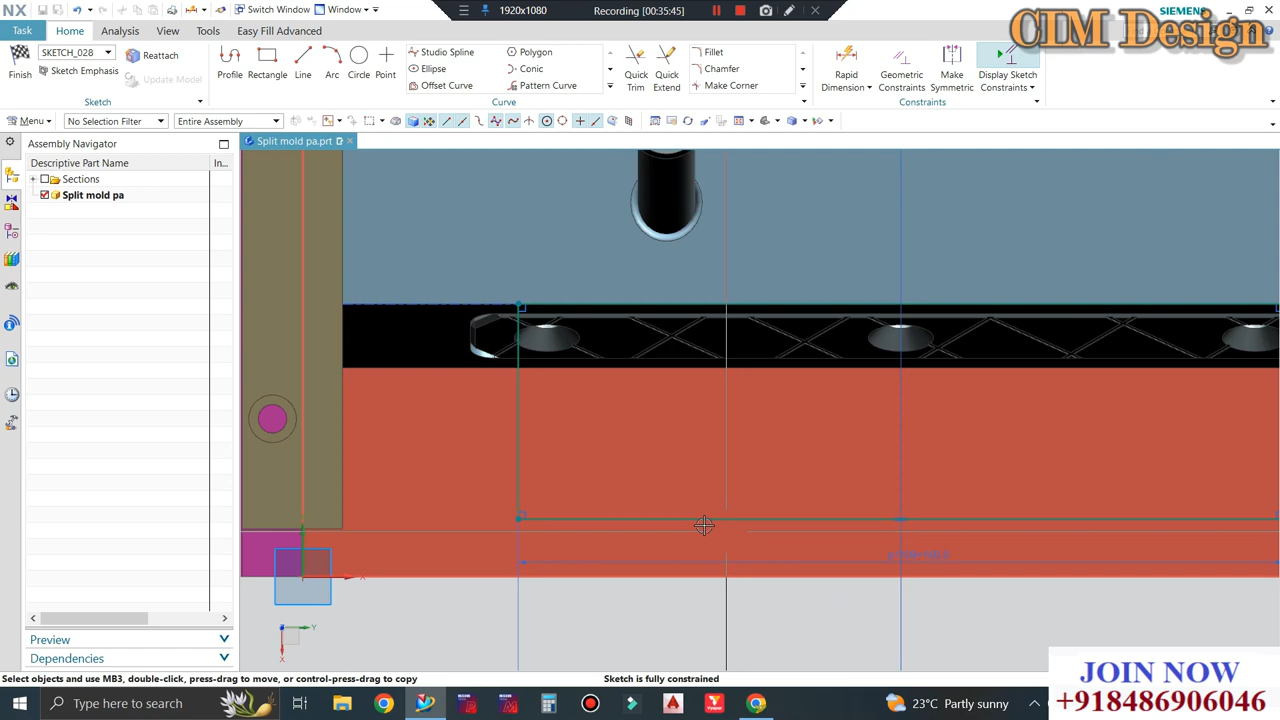 NX
Switch Window
Window
1920x1080
Recording [00:35:45]
SIEMENS
CIM Design
Task
Home
Analysis
View
Tools
Easy Fill Advanced
SKETCH_028
Reattach
Finish
Sketch Emphasis
Update Model
Sketch
Profile
Rectangle
Line
Arc
Circle
Point
Studio Spline
Polygon
Ellipse
Conic
Offset Curve
Pattern Curve
Curve
Quick
Trim
Quick
Extend
Fillet
Chamfer
Make Corner
Rapid
Dimension
Geometric
Constraints
Make
Symmetric
Display Sketch
Constraints
Constraints
Menu
No Selection Filter
Entire Assembly
Assembly Navigator
Split mold pa.prt
Descriptive Part Name
In...
Sections
Split mold pa
X
Y
X
Preview
Dependencies
Select objects and use MB3, double-click, press-drag to move, or control-press-drag to copy
Sketch is fully constrained
JOIN NOW
+918486906046
Type here to search
23°C Partly sunny